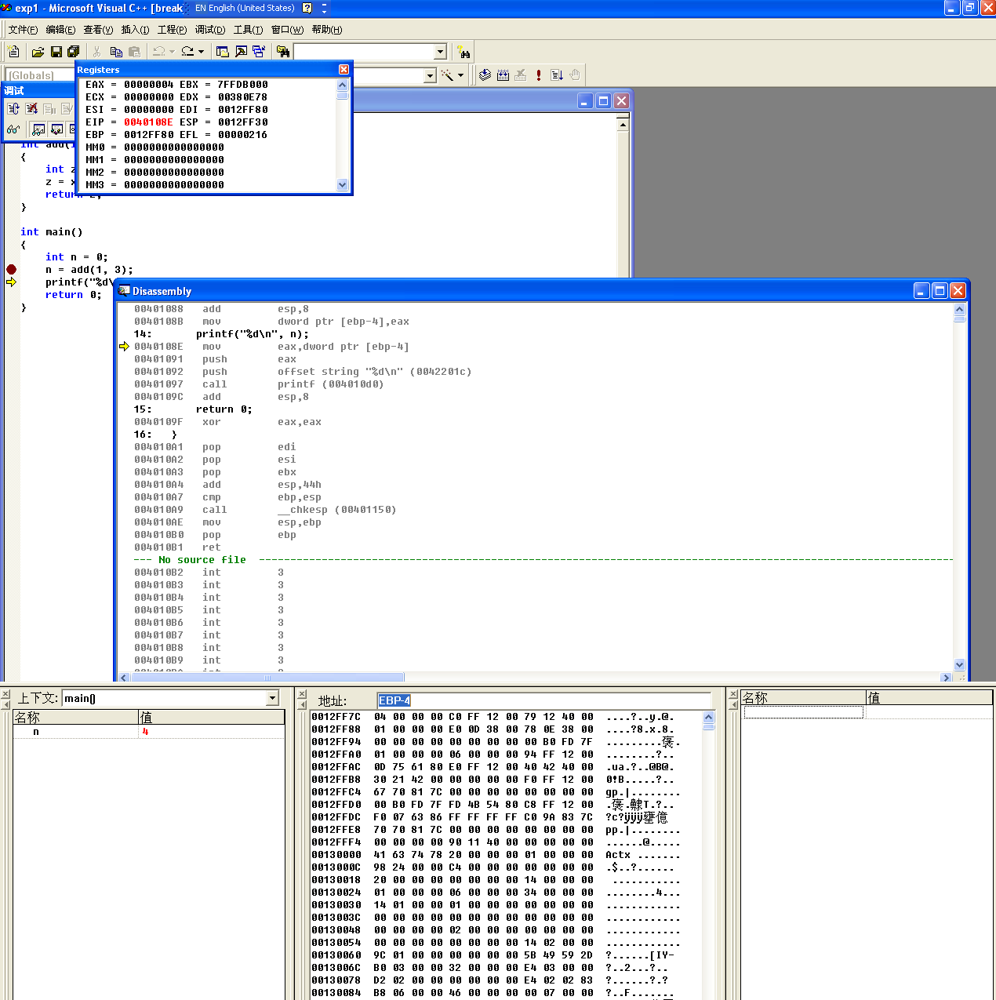 exp1 - Microsoft Visual C++ [break
EN English (United States)
文件(F) 编辑(E) 查看(V) 插入(I) 工程(P) 调试(D) 工具(T) 窗口(W) 帮助(H)
[Globals]
调试
Registers
EAX = 00000004 EBX = 7FFDB000
ECX = 00000000 EDX = 00380E78
ESI = 00000000 EDI = 0012FF80
EIP = 0040108E ESP = 0012FF30
EBP = 0012FF80 EFL = 00000216
MM0 = 0000000000000000
MM1 = 0000000000000000
MM2 = 0000000000000000
MM3 = 0000000000000000
int add(i
{
int z
z = x
return z;
}
int main()
{
int n = 0;
n = add(1, 3);
printf("%d\
return 0;
}
Disassembly
00401088 add esp,8
0040108B mov dword ptr [ebp-4],eax
14: printf("%d\n", n);
0040108E mov eax,dword ptr [ebp-4]
00401091 push eax
00401092 push offset string "%d\n" (0042201c)
00401097 call printf (004010d0)
0040109C add esp,8
15: return 0;
0040109F xor eax,eax
16: }
004010A1 pop edi
004010A2 pop esi
004010A3 pop ebx
004010A4 add esp,44h
004010A7 cmp ebp,esp
004010A9 call __chkesp (00401150)
004010AE mov esp,ebp
004010B0 pop ebp
004010B1 ret
--- No source file ---
004010B2 int 3
004010B3 int 3
004010B4 int 3
004010B5 int 3
004010B6 int 3
004010B7 int 3
004010B8 int 3
004010B9 int 3
上下文: main()
名称 值
n 4
地址: EBP-4
0012FF7C 04 00 00 00 C0 FF 12 00 79 12 40 00 ....?..y.@.
0012FF88 01 00 00 00 E0 0D 38 00 78 0E 38 00 ....?8.x.8.
0012FF94 00 00 00 00 00 00 00 00 00 B0 FD 7F .........褒.
0012FFA0 01 00 00 00 06 00 00 00 94 FF 12 00 ........?..
0012FFAC 0D 75 61 80 E0 FF 12 00 40 42 40 00 .ua.?..@B@.
0012FFB8 30 21 42 00 00 00 00 00 F0 FF 12 00 0!B.....?..
0012FFC4 67 70 81 7C 00 00 00 00 00 00 00 00 gp.|........
0012FFD0 00 B0 FD 7F FD 4B 54 80 C8 FF 12 00 .褒.齂T.?..
0012FFDC F0 07 63 86 FF FF FF FF C0 9A 83 7C ?c?ÿÿÿÿ罋億
0012FFE8 70 70 81 7C 00 00 00 00 00 00 00 00 pp.|........
0012FFF4 00 00 00 00 90 11 40 00 00 00 00 00 ......@.....
00130000 41 63 74 78 20 00 00 00 01 00 00 00 Actx .......
0013000C 98 24 00 00 C4 00 00 00 00 00 00 00 .$..?......
00130018 20 00 00 00 00 00 00 00 14 00 00 00 ...........
00130024 01 00 00 00 06 00 00 00 34 00 00 00 ........4...
00130030 14 01 00 00 01 00 00 00 00 00 00 00 ............
0013003C 00 00 00 00 00 00 00 00 00 00 00 00 ............
00130048 00 00 00 00 02 00 00 00 00 00 00 00 ............
00130054 00 00 00 00 00 00 00 00 14 02 00 00 ............
00130060 9C 01 00 00 00 00 00 00 5B 49 59 2D ?......[IY-
0013006C B0 03 00 00 32 00 00 00 E4 03 00 00 ?..2...?..
00130078 D2 02 00 00 00 00 00 00 E4 02 02 83 ?......?.?
00130084 B8 06 00 00 46 00 00 00 00 07 00 00 ?..F.......
名称 值